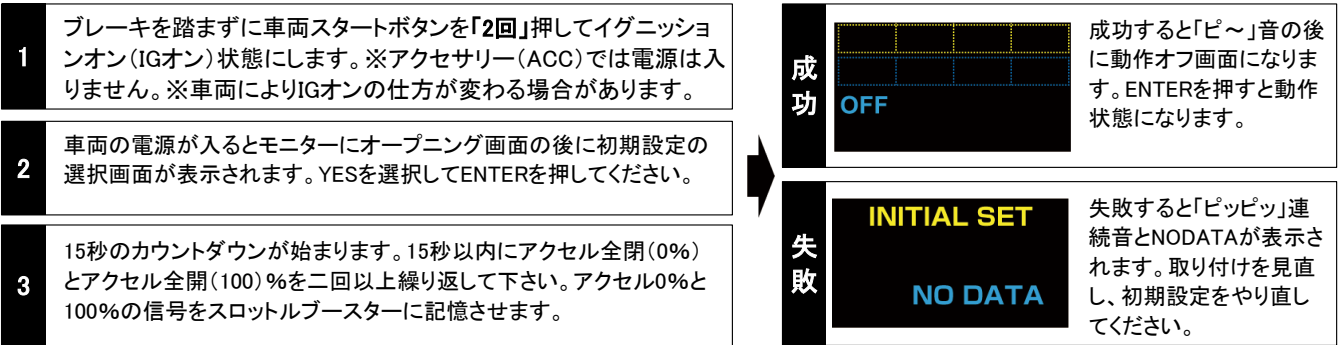 1
ブレーキを踏まずに車両スタートボタンを「2回」押してイグニッショ
ンオン(IGオン)状態にします。※アクセサリー(ACC)では電源は入
りません。※車両によりIGオンの仕方が変わる場合があります。
2
車両の電源が入るとモニターにオープニング画面の後に初期設定の
選択画面が表示されます。YESを選択してENTERを押してください。
3
15秒のカウントダウンが始まります。15秒以内にアクセル全閉(0%)
とアクセル全開(100)%を二回以上繰り返して下さい。アクセル0%と
100%の信号をスロットルブースターに記憶させます。
成功
OFF
成功すると「ピ~」音の後
に動作オフ画面になりま
す。ENTERを押すと動作
状態になります。
失敗
INITIAL SET
NO DATA
失敗すると「ピッピッ」連
続音とNODATAが表示さ
れます。取り付けを見直
し、初期設定をやり直し
てください。